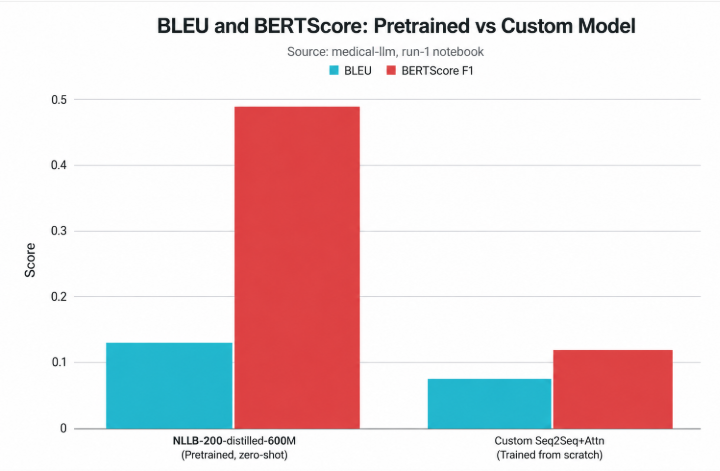 BLEU and BERTScore: Pretrained vs Custom Model
Source: medical-llm, run-1 notebook
BLEU BERTScore F1
0.5
0.4
0.3
0.2
0.1
0
Score
NLLB-200-distilled-600M
(Pretrained, zero-shot)
Custom Seq2Seq+Attn
(Trained from scratch)